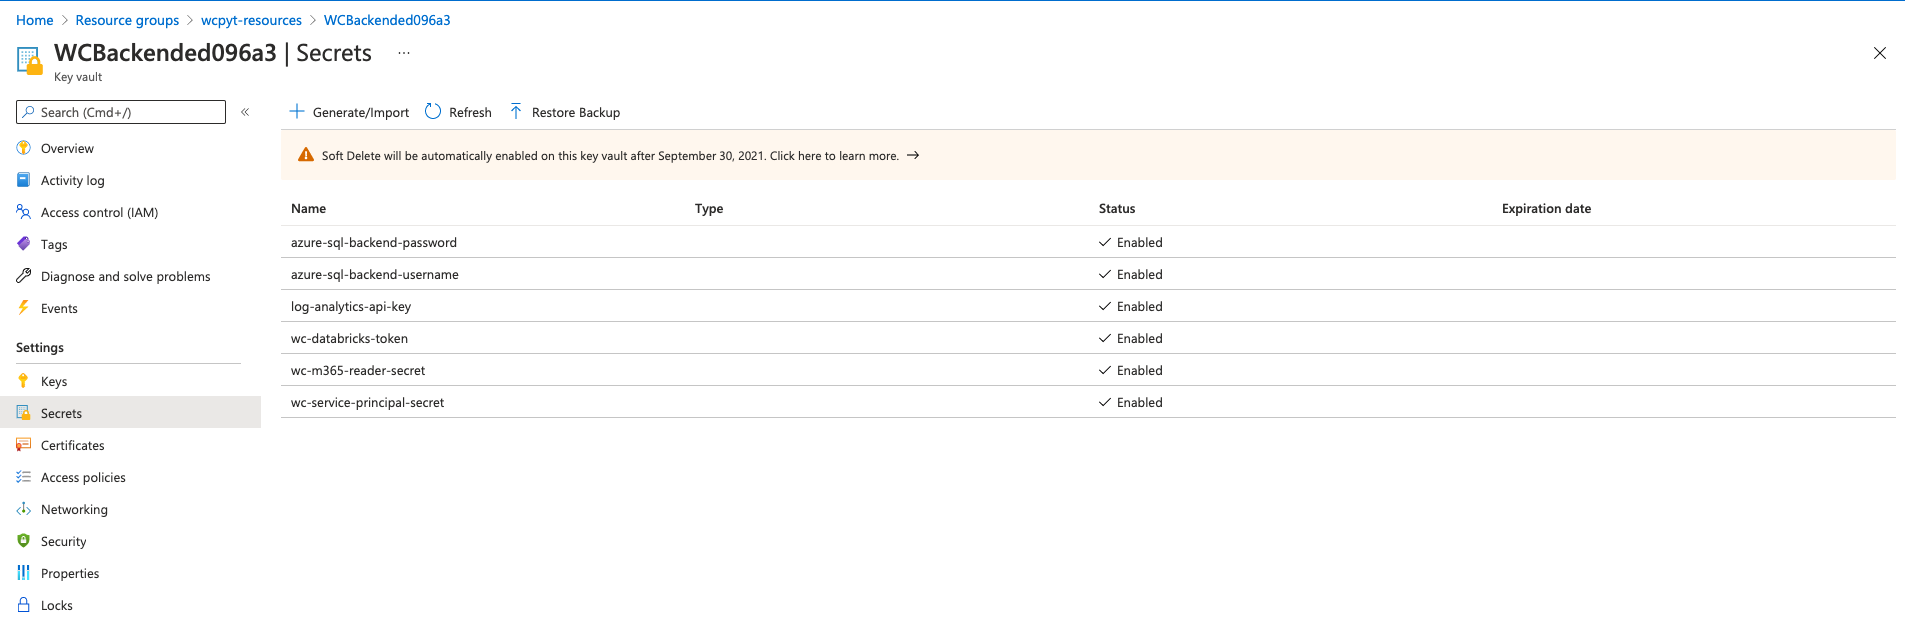 Home > Resource groups > wcpyt-resources > WCBackended096a3
WCBackended096a3 | Secrets ...
Key vault
Search (Cmd+/) «
Generate/Import Refresh Restore Backup
Overview
Activity log
Access control (IAM)
Tags
Diagnose and solve problems
Events
Settings
Keys
Secrets
Certificates
Access policies
Networking
Security
Properties
Locks
Soft Delete will be automatically enabled on this key vault after September 30, 2021. Click here to learn more. →
Name Type Status Expiration date
azure-sql-backend-password Enabled
azure-sql-backend-username Enabled
log-analytics-api-key Enabled
wc-databricks-token Enabled
wc-m365-reader-secret Enabled
wc-service-principal-secret Enabled